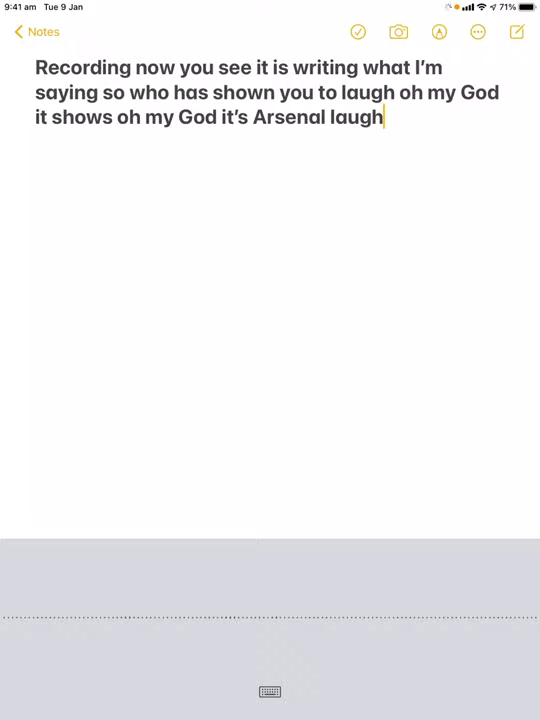 9:41 am Tue 9 Jan 71%
Notes
Recording now you see it is writing what I’m
saying so who has shown you to laugh oh my God
it shows oh my God it’s Arsenal laugh